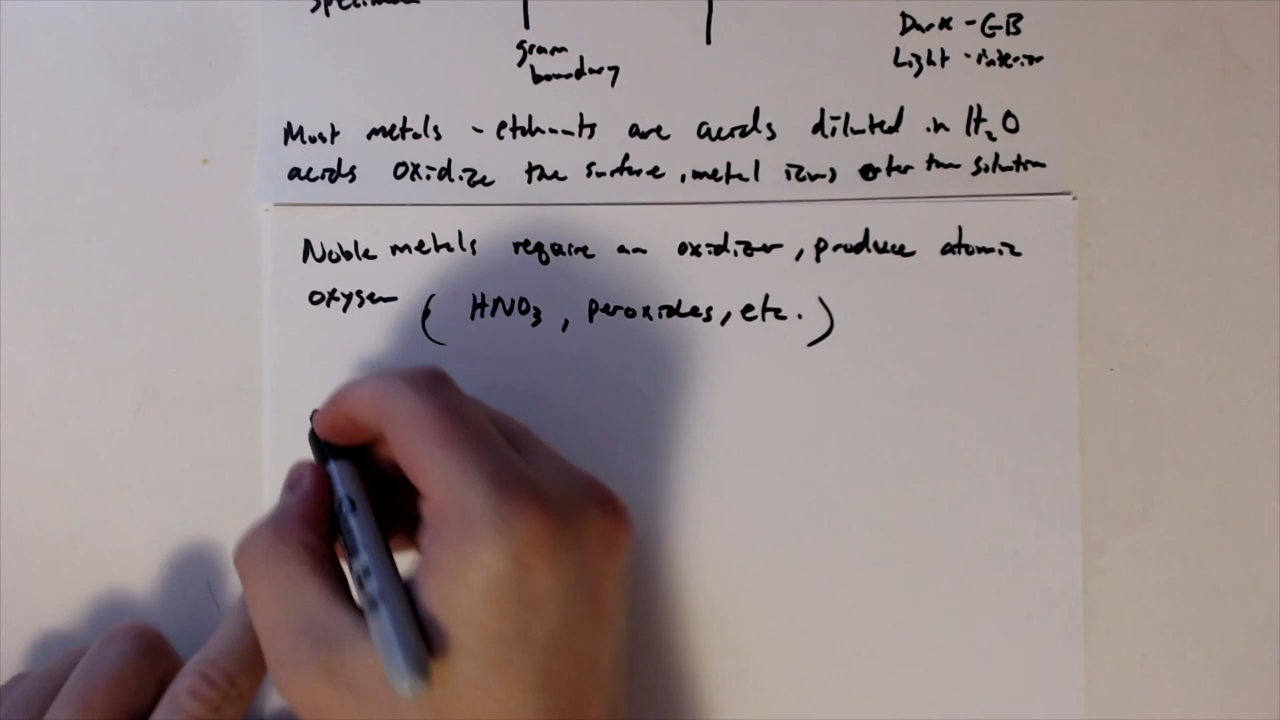 specimen
grain
boundary
Dark - GB
Light - interior
Most metals - etchants are acids diluted in H₂O
acids oxidize the surface, metal ions enter the solution
Noble metals require an oxidizer, produce atomic
oxygen ( HNO₃, peroxides, etc. )